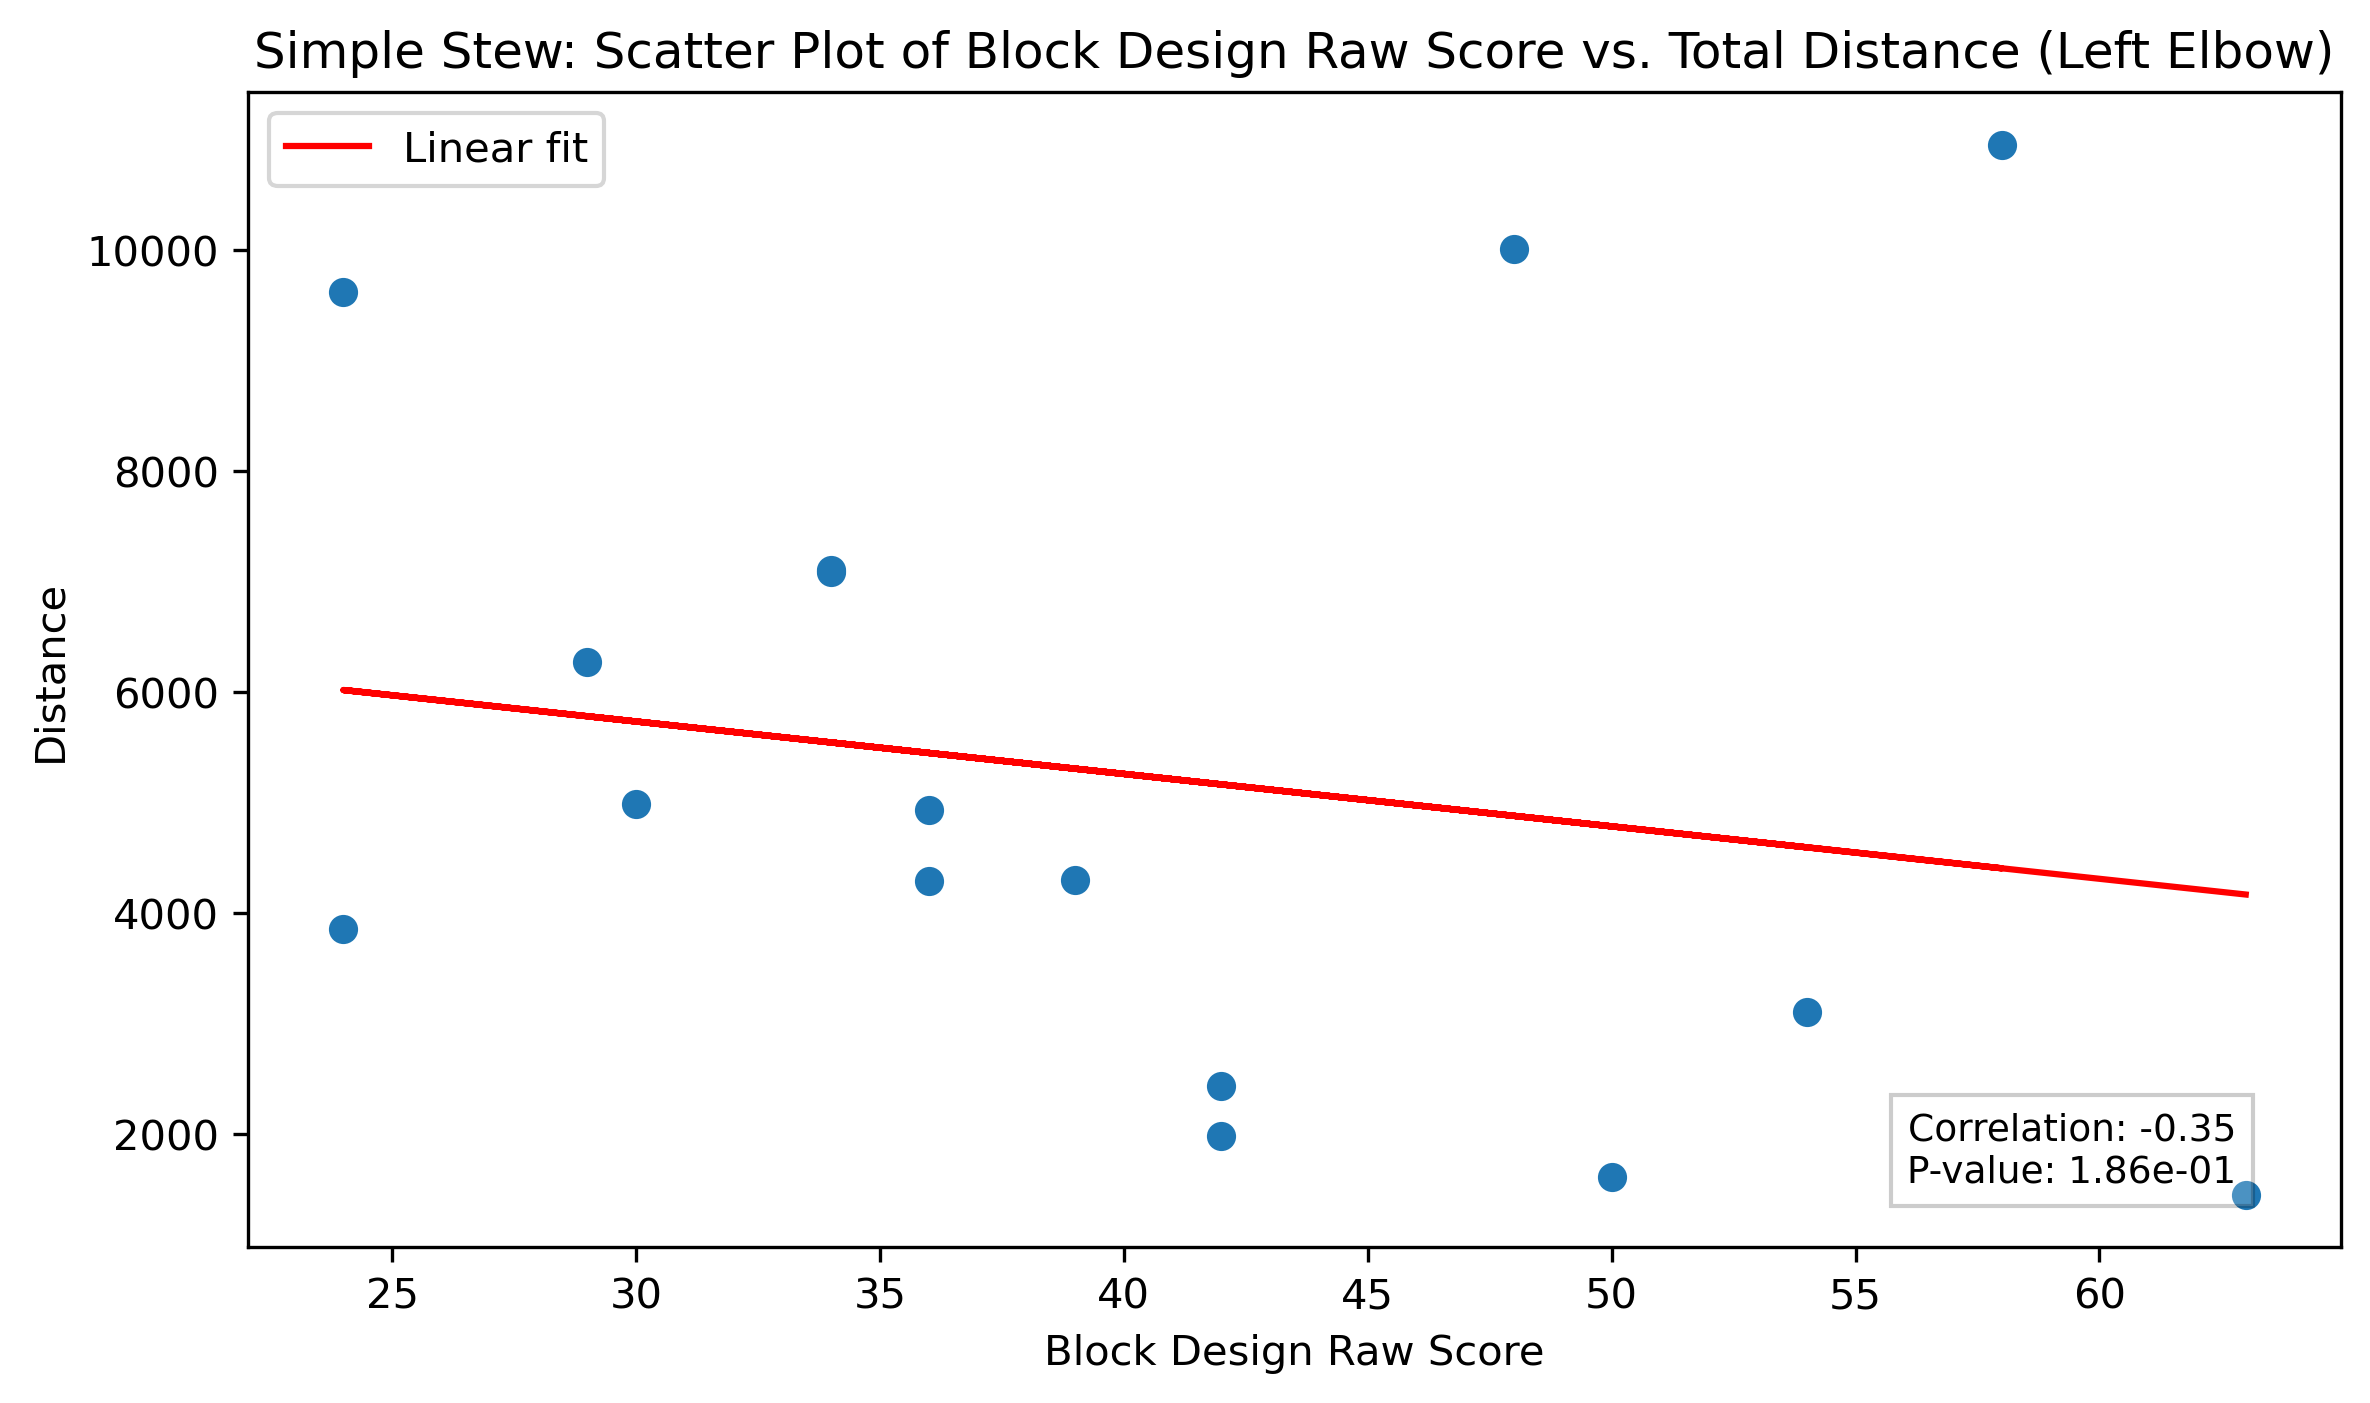 Simple Stew: Scatter Plot of Block Design Raw Score vs. Total Distance (Left Elbow)
Linear fit
10000
8000
6000
4000
2000
Distance
Correlation: -0.35
P-value: 1.86e-01
25 30 35 40 45 50 55 60
Block Design Raw Score